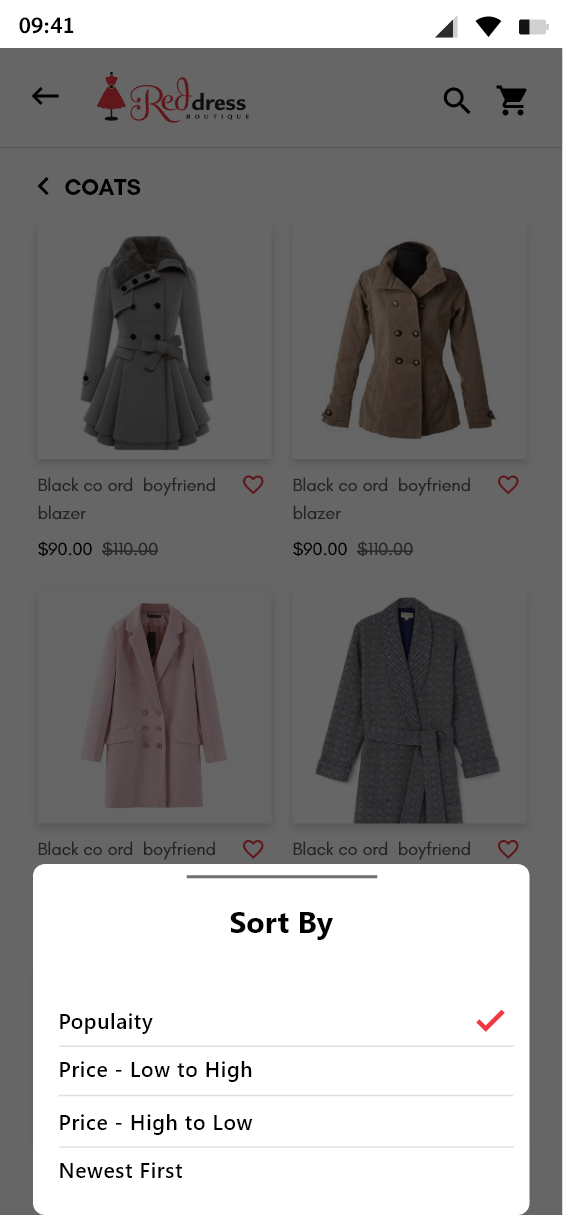 09:41
Red dress
BOUTIQUE
COATS
Black co ord boyfriend
blazer
$90.00 $110.00
Black co ord boyfriend
blazer
$90.00 $110.00
Black co ord boyfriend
Black co ord boyfriend
Sort By
Populaity
Price - Low to High
Price - High to Low
Newest First